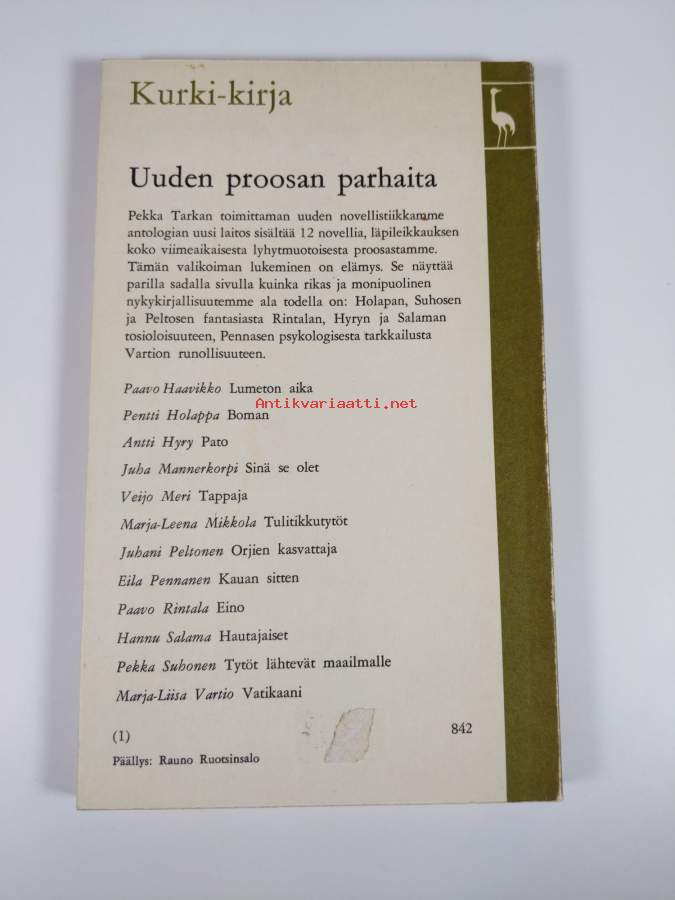 Kurki-kirja
Uuden proosan parhaita
Pekka Tarkan toimittaman uuden novellistiikkamme
antologian uusi laitos sisältää 12 novellia, läpileikkauksen
koko viimeaikaisesta lyhytmuotoisesta proosastamme.
Tämän valikoiman lukeminen on elämys. Se näyttää
parilla sadalla sivulla kuinka rikas ja monipuolinen
nykykirjallisuutemme ala todella on: Holapan, Suhosen
ja Peltosen fantasiasta Rintalan, Hyryn ja Salaman
tosioloisuuteen, Pennasen psykologisesta tarkkailusta
Vartion runollisuuteen.
Paavo Haavikko Lumeton aika
Antikvariaatti.net
Pentti Holappa Boman
Antti Hyry Pato
Juha Mannerkorpi Sinä se olet
Veijo Meri Tappaja
Marja-Leena Mikkola Tulitikkutytöt
Juhani Peltonen Orjien kasvattaja
Eila Pennanen Kauan sitten
Paavo Rintala Eino
Hannu Salama Hautajaiset
Pekka Suhonen Tytöt lähtevät maailmalle
Marja-Liisa Vartio Vatikaani
(1) 842
Päällys: Rauno Ruotsinsalo